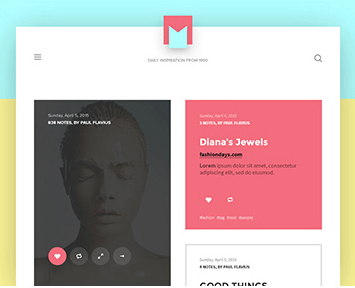 DAILY INSPIRATION FROM 1900
Sunday, April 5, 2015
838 NOTES, BY PAUL FLAVIUS
Sunday, April 5, 2015
2 NOTES, BY PAUL FLAVIUS
Diana's Jewels
fashiondays.com
Lorem ipsum dolor sit amet, consectetur
adipiscing elit, sed do eiusmod.
#fashion #tag #cool #people
Sunday, April 5, 2015
4 NOTES, BY PAUL FLAVIUS
GOOD THINGS